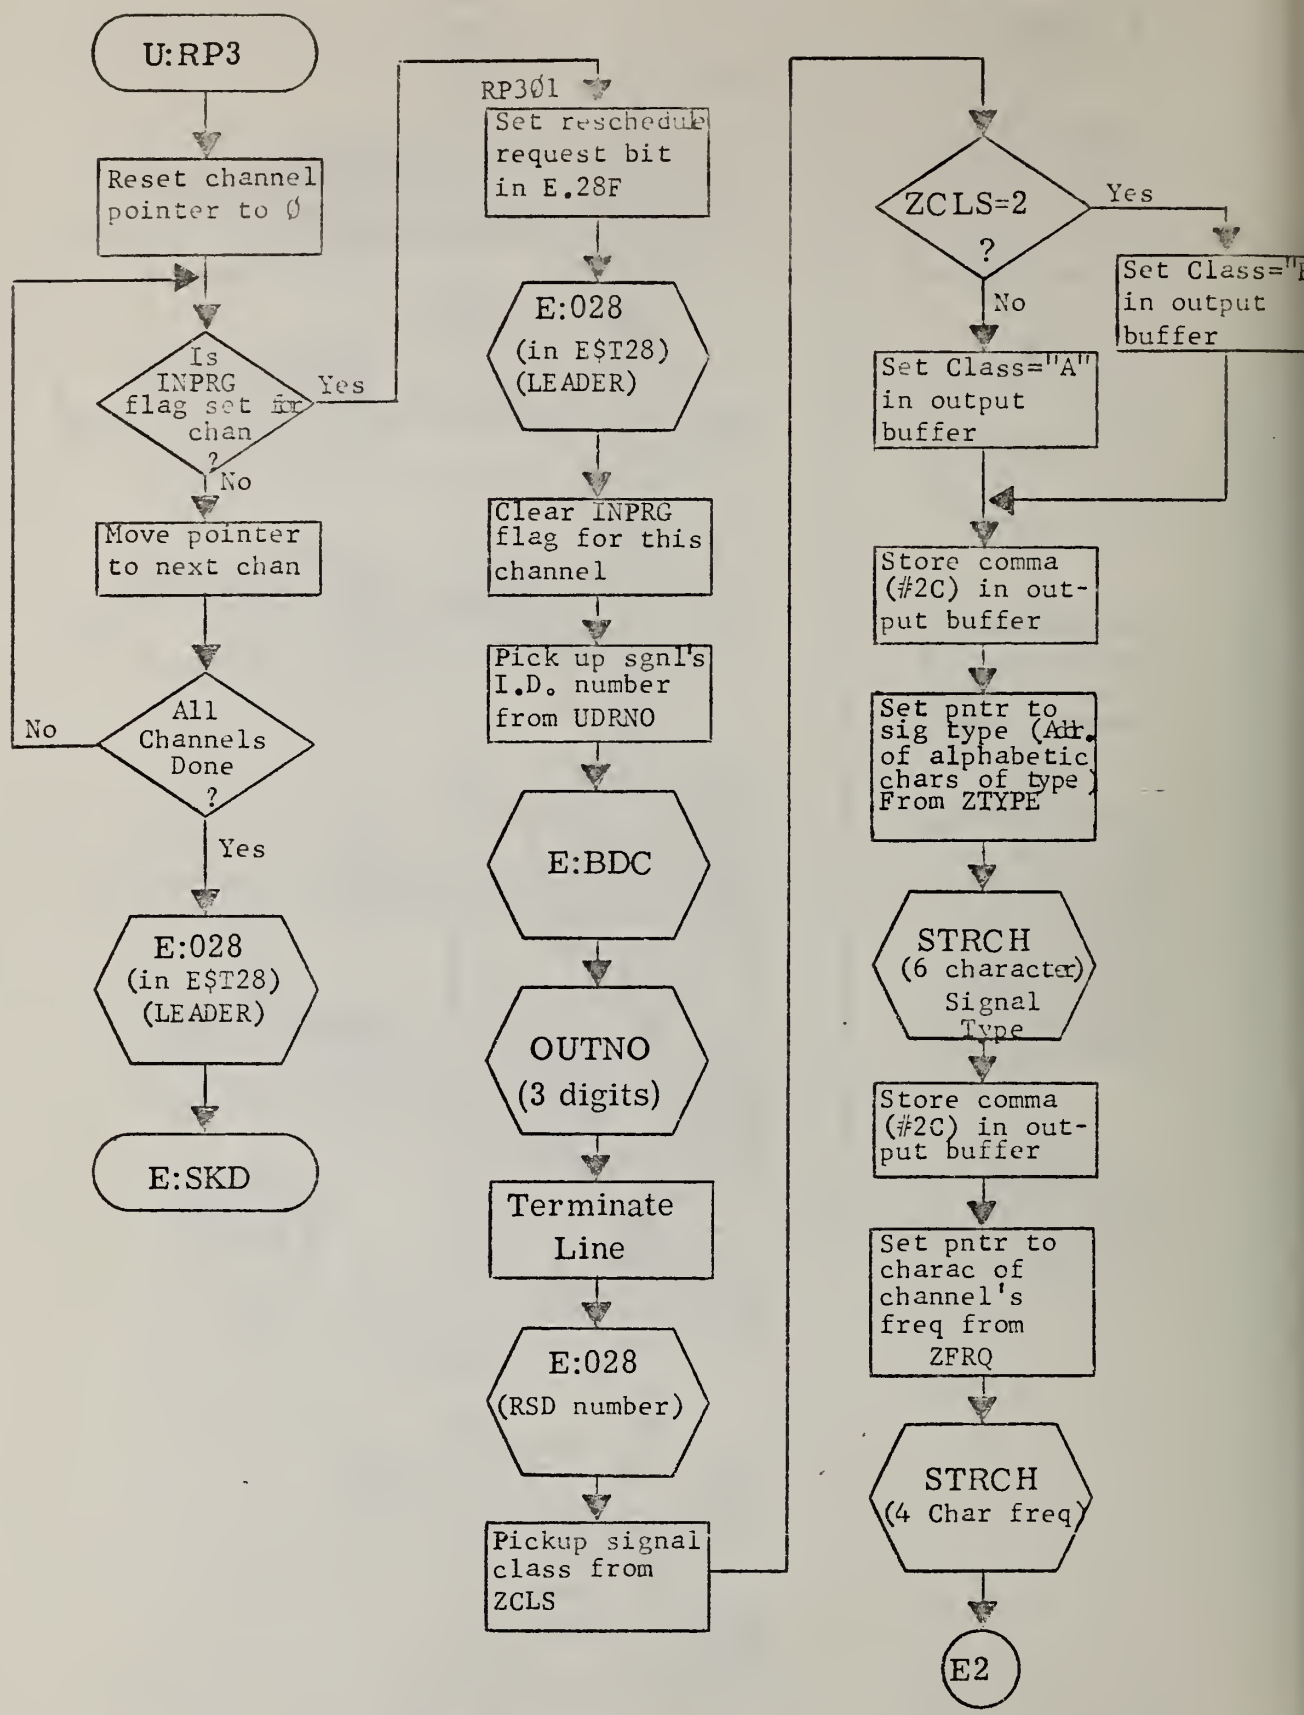 U:RP3
Reset channel
pointer to Ø
Is
INPRG
flag set for
chan
?
Yes
No
Move pointer
to next chan
All
Channels
Done
?
No
Yes
E:028
(in E$T28)
(LEADER)
E:SKD
RP3Ø1
Set reschedule
request bit
in E.28F
E:028
(in E$T28)
(LEADER)
Clear INPRG
flag for this
channel
Pick up sgnl's
I.D. number
from UDRNO
E:BDC
OUTNO
(3 digits)
Terminate
Line
E:028
(RSD number)
Pickup signal
class from
ZCLS
ZCLS=2
?
Yes
No
Set Class="
in output
buffer
Set Class="A"
in output
buffer
Store comma
(#2C) in out-
put buffer
Set pntr to
sig type (Adr.
of alphabetic
chars of type)
From ZTYPE
STRCH
(6 character)
Signal
Type
Store comma
(#2C) in out-
put buffer
Set pntr to
charac of
channel's
freq from
ZFRQ
STRCH
(4 Char freq)
E2